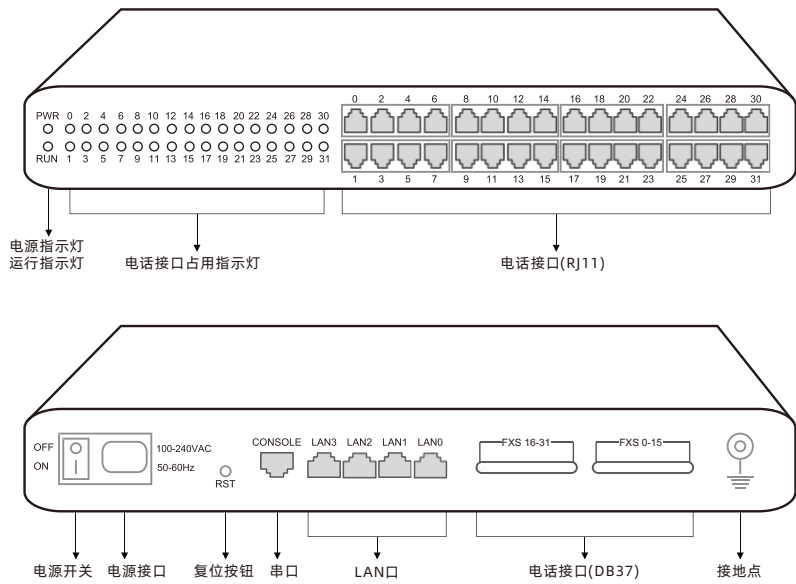 0 2 4 6 8 10 12 14 16 18 20 22 24 26 28 30
PWR 0 2 4 6 8 10 12 14 16 18 20 22 24 26 28 30
RUN 1 3 5 7 9 11 13 15 17 19 21 23 25 27 29 31
1 3 5 7 9 11 13 15 17 19 21 23 25 27 29 31
电源指示灯
运行指示灯
电话接口占用指示灯
电话接口(RJ11)
OFF
ON
100-240VAC
50-60Hz
RST
CONSOLE LAN3 LAN2 LAN1 LAN0
FXS 16-31 FXS 0-15
电源开关 电源接口 复位按钮 串口 LAN口 电话接口(DB37) 接地点